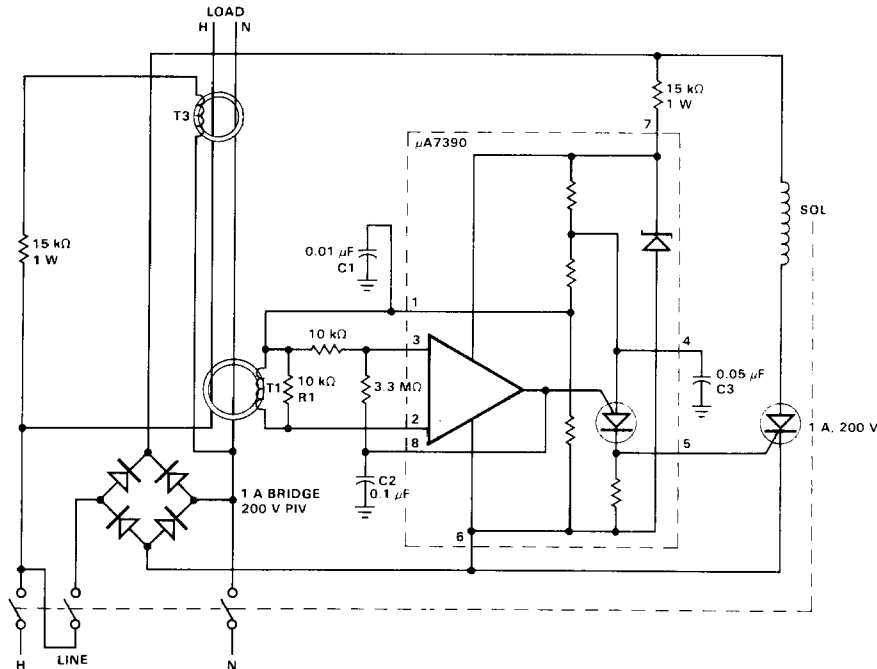 LOAD
H N
T3
15 kΩ
1 W
7
μA7390
15 kΩ
1 W
SOL
0.01 μF
C1
1
10 kΩ
3
4
0.05 μF
C3
T1
10 kΩ
R1
3.3 MΩ
2
8
5
1 A, 200 V
C2
0.1 μF
1 A BRIDGE
200 V PIV
6
H
LINE
N